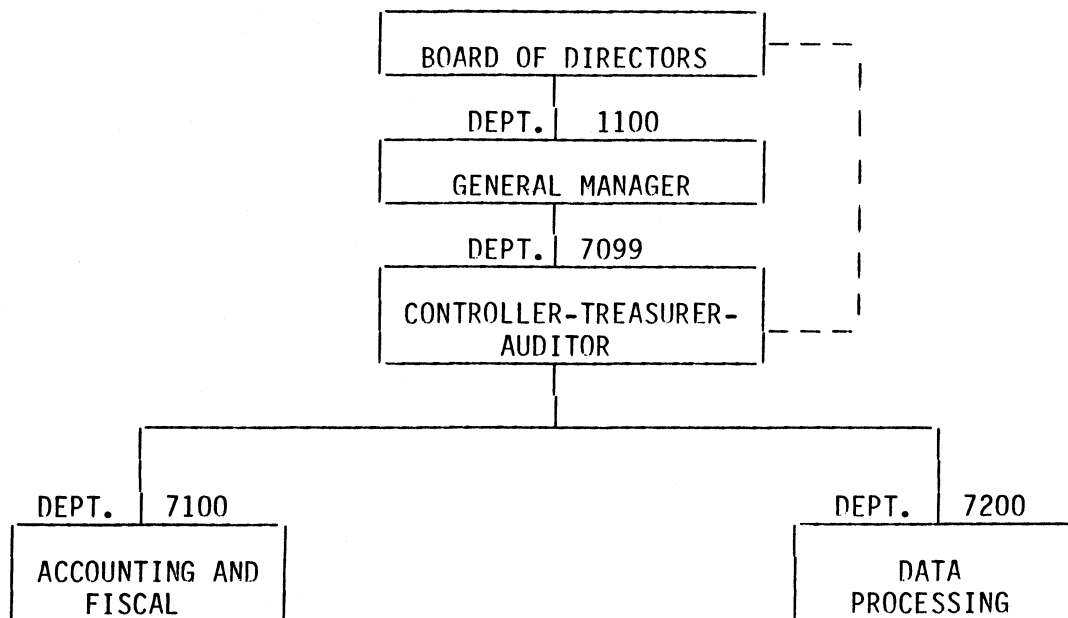 BOARD OF DIRECTORS
DEPT. 1100
GENERAL MANAGER
DEPT. 7099
CONTROLLER-TREASURER-
AUDITOR
DEPT. 7100
ACCOUNTING AND
FISCAL
DEPT. 7200
DATA
PROCESSING